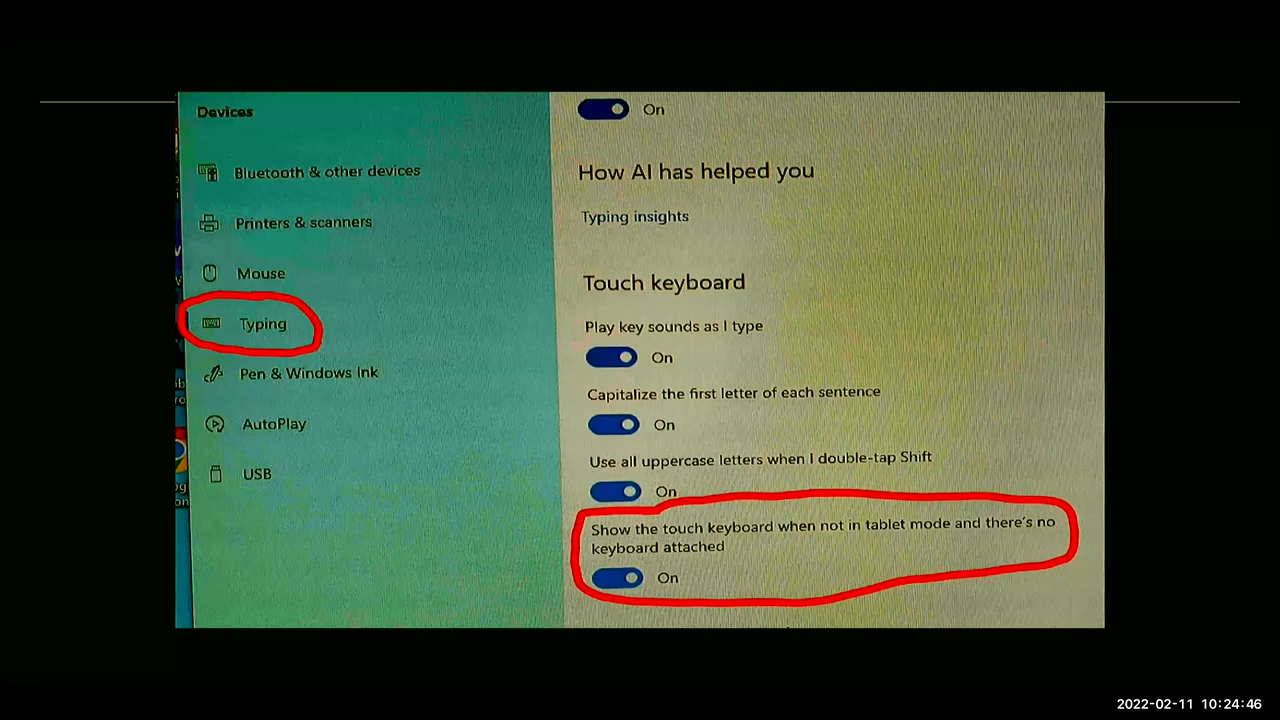 Devices
Bluetooth & other devices
Printers & scanners
Mouse
Typing
Pen & Windows Ink
AutoPlay
USB
On
How AI has helped you
Typing insights
Touch keyboard
Play key sounds as I type
On
Capitalize the first letter of each sentence
On
Use all uppercase letters when I double-tap Shift
On
Show the touch keyboard when not in tablet mode and there's no
keyboard attached
On
2022-02-11 10:24:46